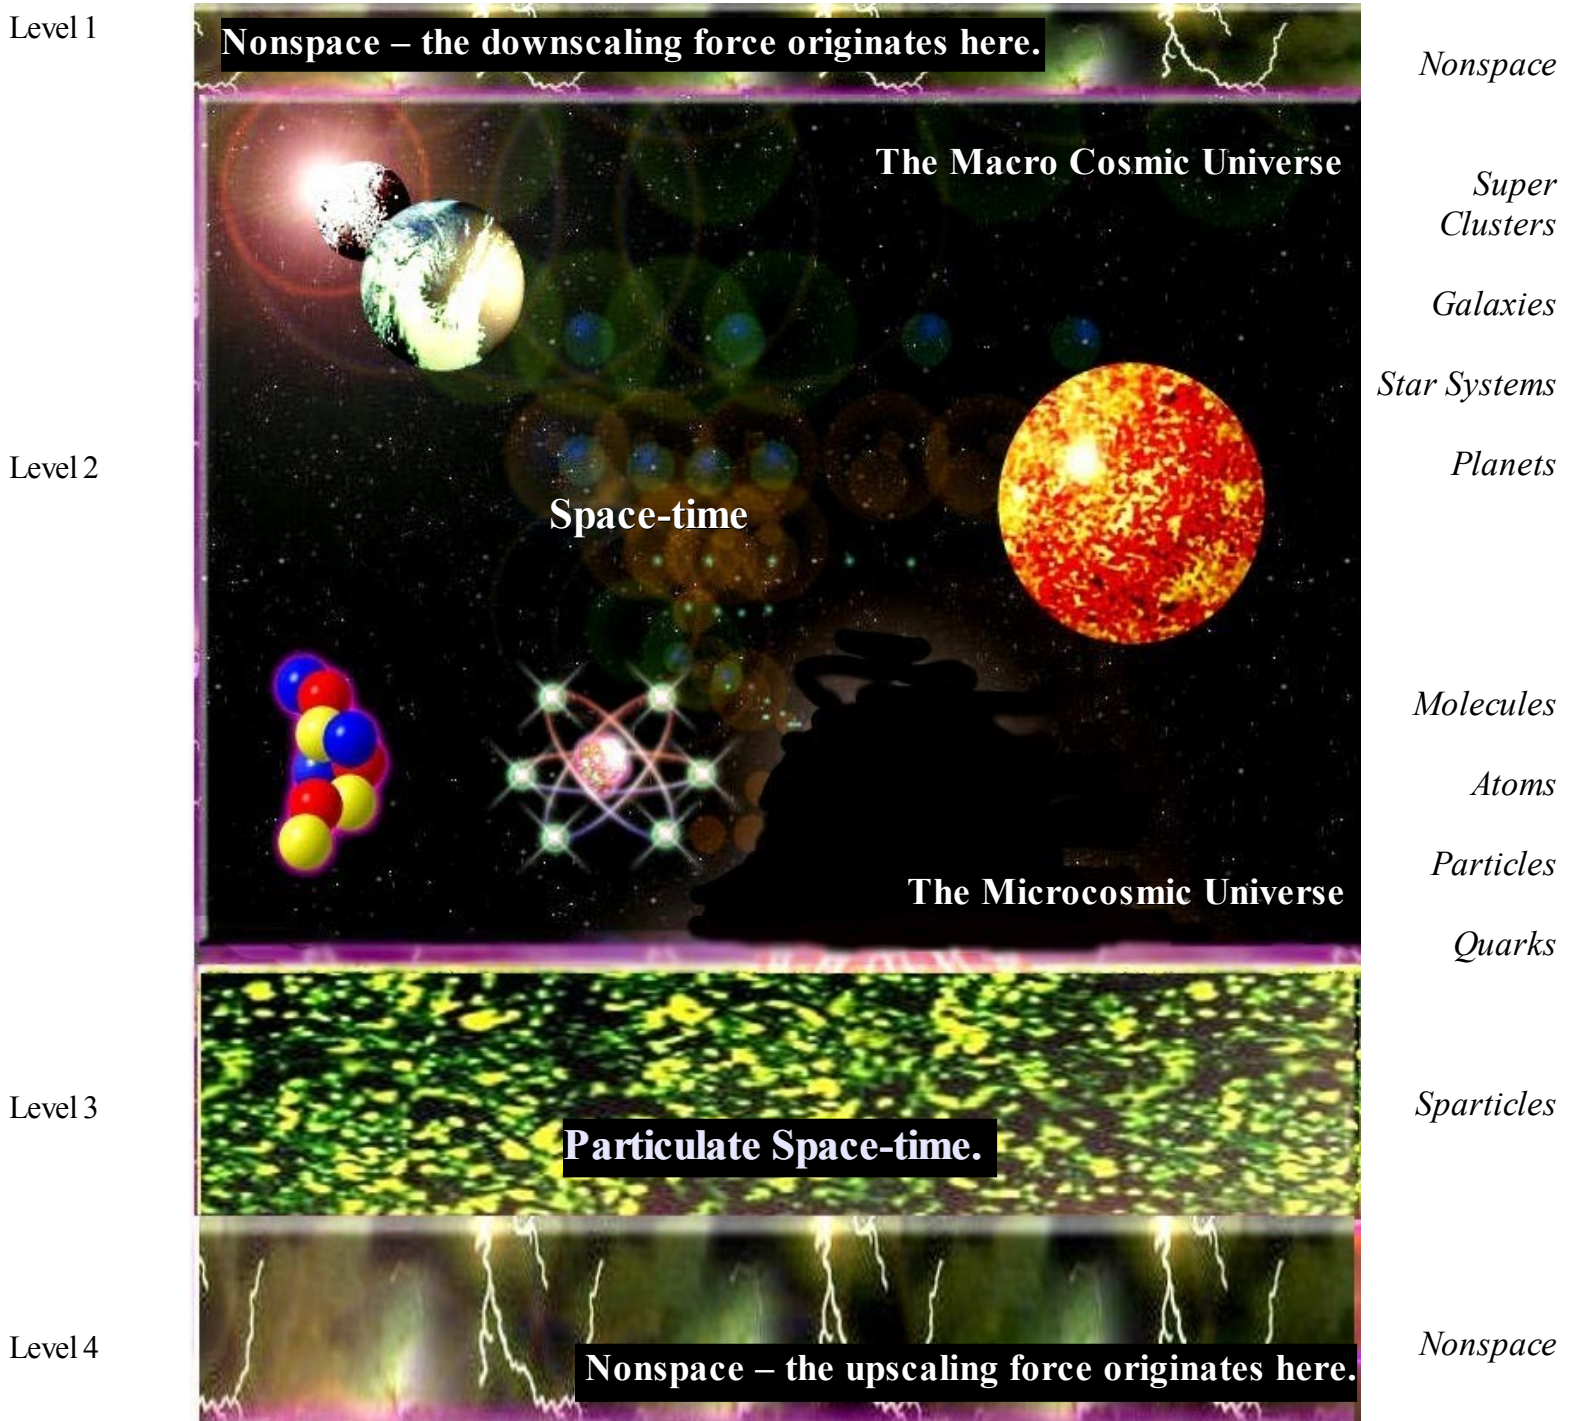 Level 1
Nonspace – the downscaling force originates here.
Nonspace
The Macro Cosmic Universe
Super
Clusters
Galaxies
Star Systems
Level 2
Planets
Space-time
Molecules
Atoms
Particles
The Microcosmic Universe
Quarks
Level 3
Sparticles
Particulate Space-time.
Level 4
Nonspace
Nonspace – the upscaling force originates here.